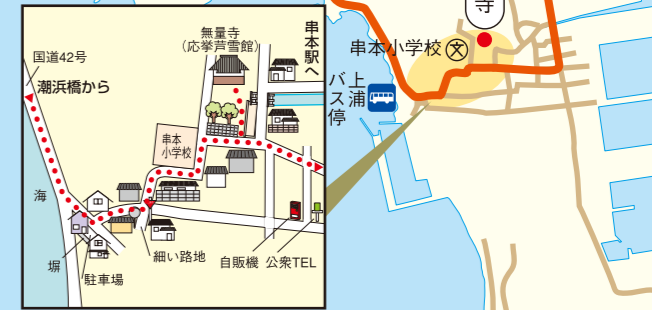 無量寺
（応挙芦雪館）
串本駅へ
国道42号
潮浜橋から
串本
小学校
海
塀
駐車場
細い路地
自販機
公衆TEL
寺
串本小学校
文
上浦
バス停